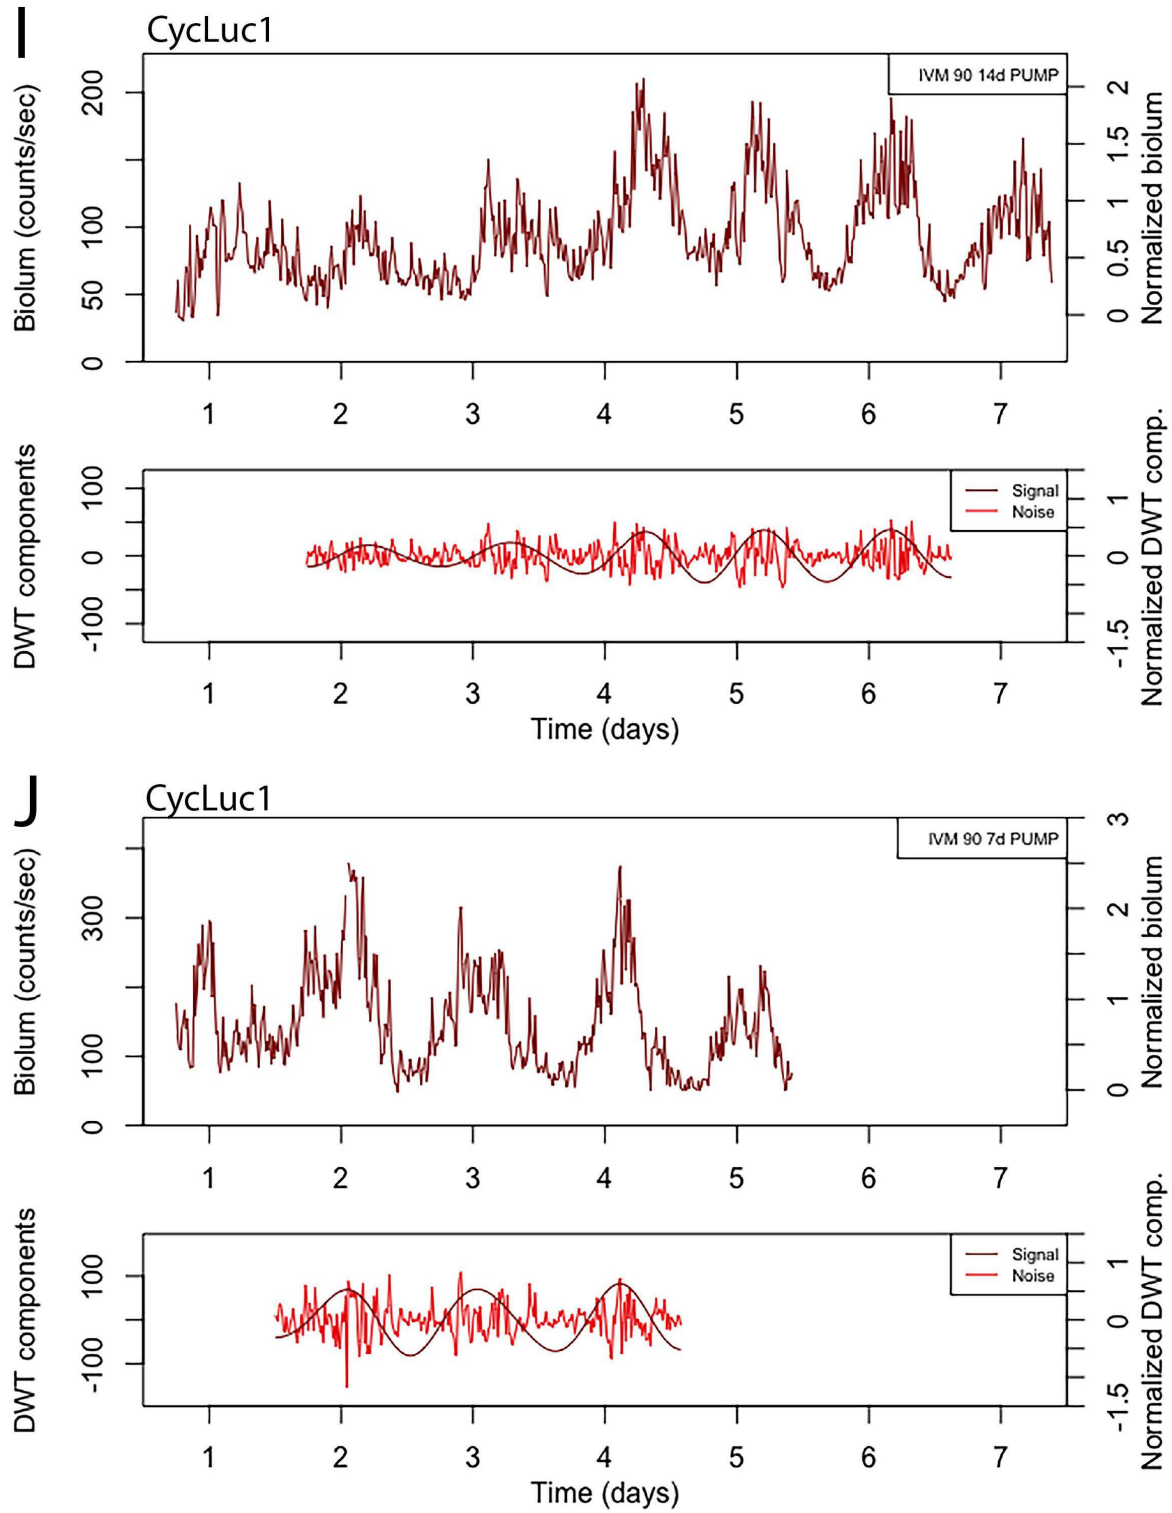 I
CycLuc1
IVM 90 14d PUMP
Biolum (counts/sec)
200
100
50
0
Normalized biolum
2
1.5
1
0.5
0
1 2 3 4 5 6 7
DWT components
100
0
-100
Signal
Noise
Normalized DWT comp.
1
0
-1.5
1 2 3 4 5 6 7
Time (days)
J
CycLuc1
IVM 90 7d PUMP
Bolum (counts/sec)
300
100
0
Normalized biolum
3
2
1
0
1 2 3 4 5 6 7
DWT components
100
-100
Signal
Noise
Normalized DWT comp.
1
0
-1.5
1 2 3 4 5 6 7
Time (days)